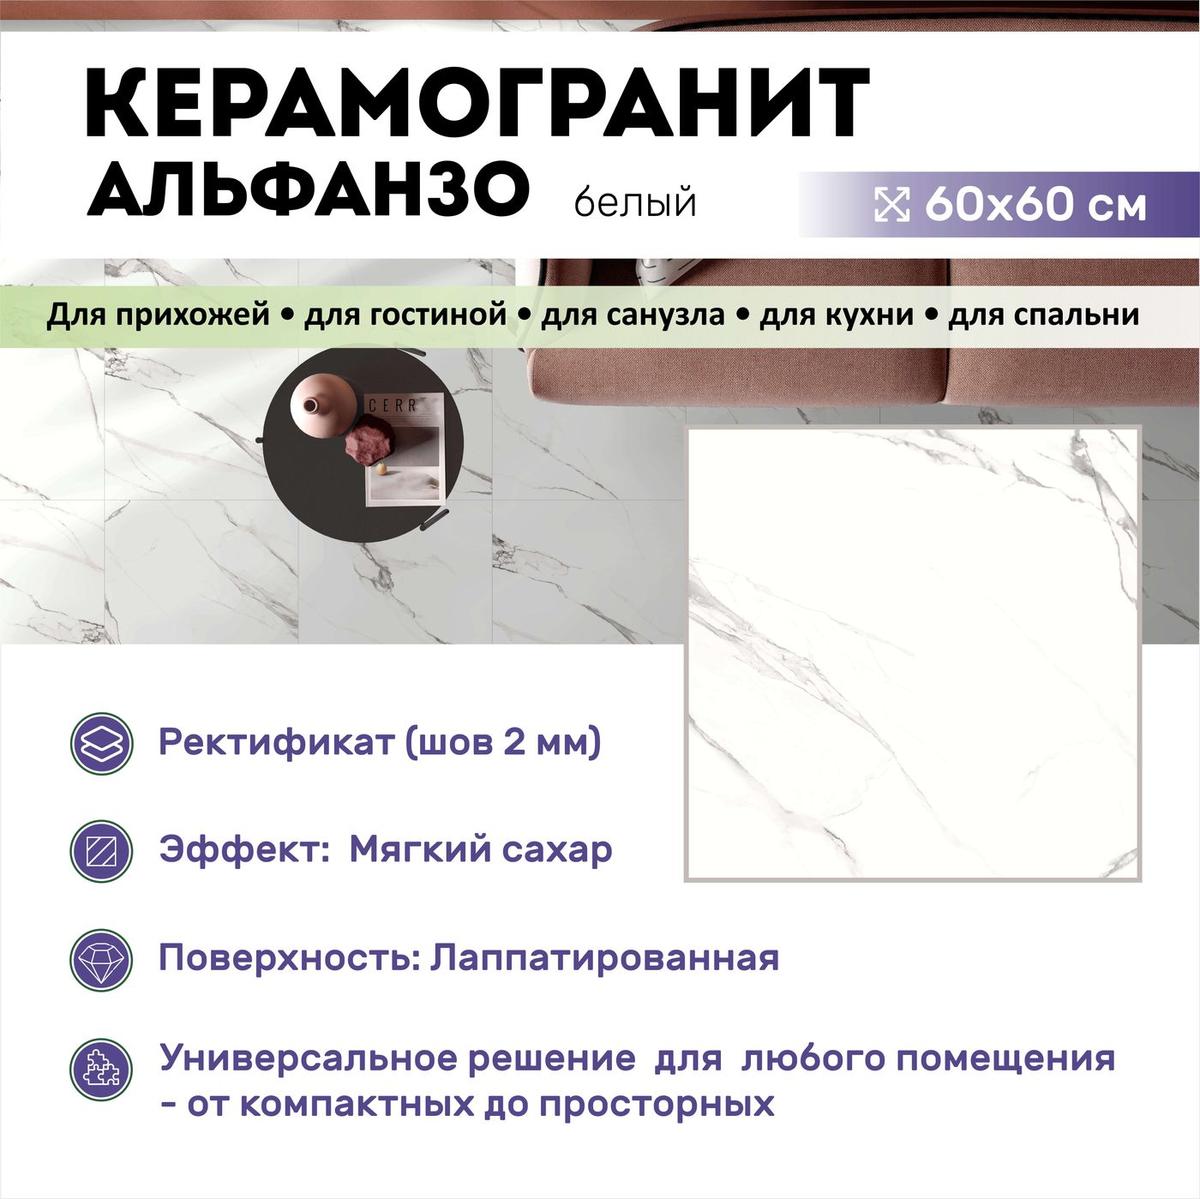 КЕРАМОГРАНИТ
АЛЬФАНЗО белый
60х60 см
Для прихожей • для гостиной • для санузла • для кухни • для спальни
CERR
Ректификат (шов 2 мм)
Эффект: Мягкий сахар
Поверхность: Лаппатированная
Универсальное решение для любого помещения
- от компактных до просторных